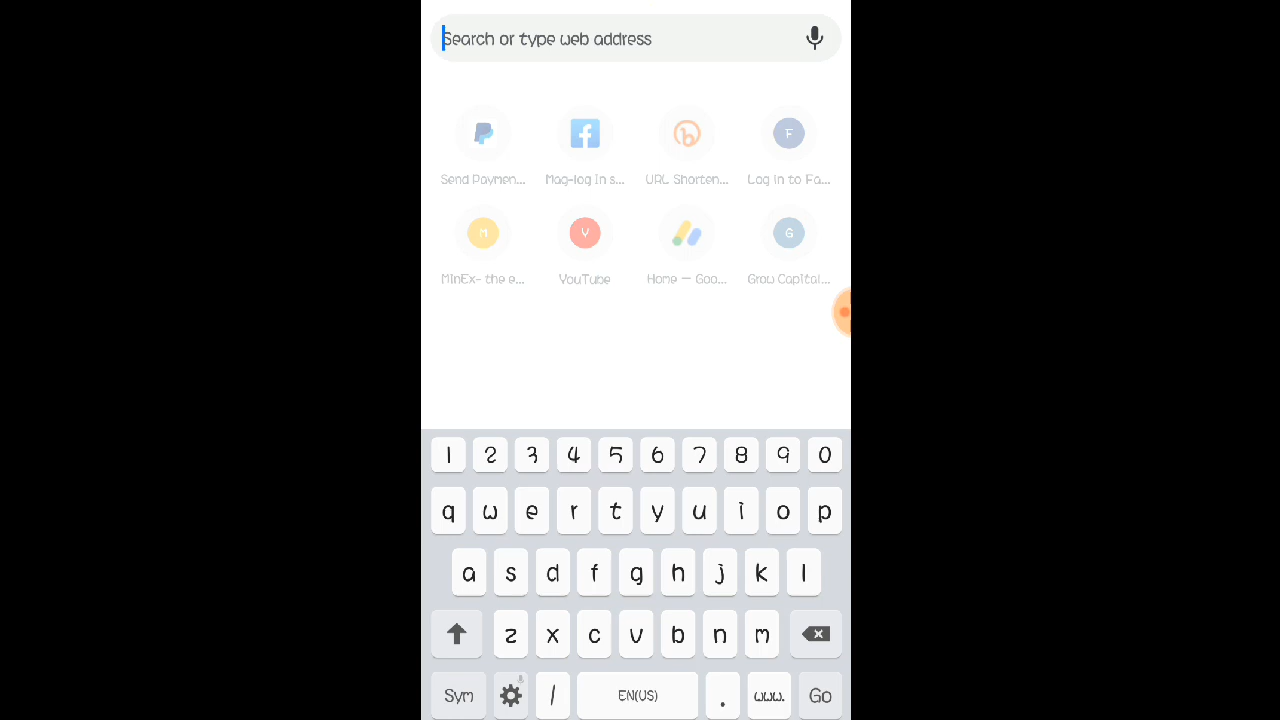 Search or type web address
Send Paymen... Mag-log In s... URL Shorten... Log in to Fa...
F
M V G
MinEx- the e... YouTube Home — Goo... Grow Capital...
1 2 3 4 5 6 7 8 9 0
q w e r t y u i o p
a s d f g h j k l
z x c v b n m
Sym / EN(US) . www. Go